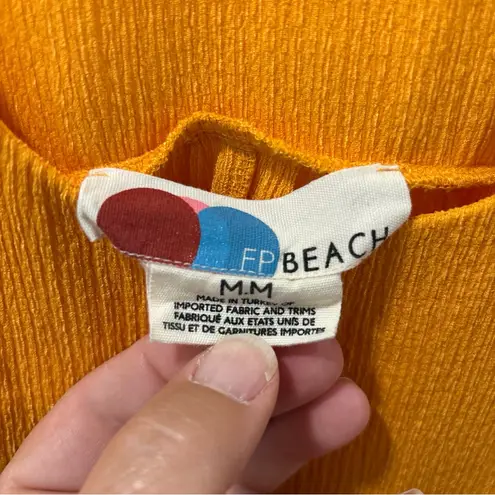 FP BEACH
M.M
MADE IN TURKEY OF
IMPORTED FABRIC AND TRIMS
FABRIQUÉ AUX ETATS UNIS DE
TISSU ET DE GARNITURES IMPORTES